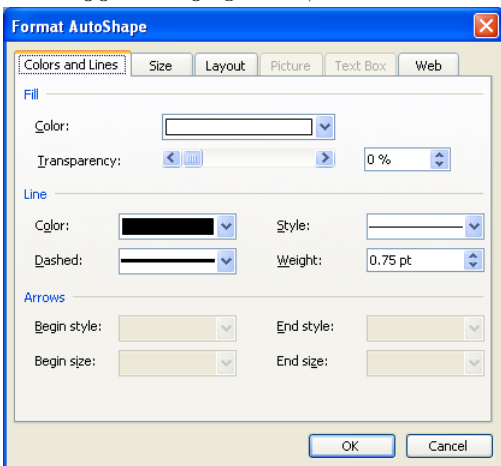 Format AutoShape
Colors and Lines Size Layout Picture Text Box Web
Fill
Color:
Transparency: 0 %
Line
Color: Style:
Dashed: Weight: 0.75 pt
Arrows
Begin style: End style:
Begin size: End size:
OK Cancel